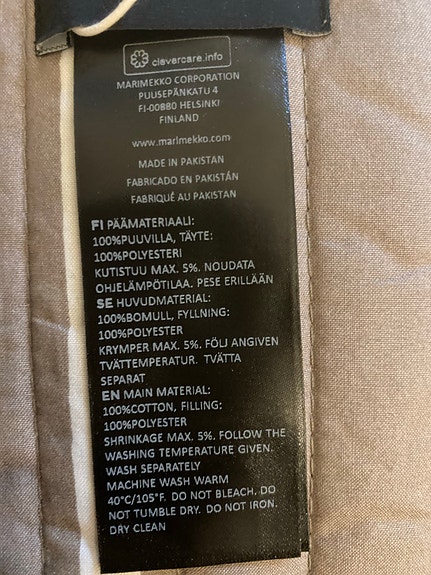 clevercare.info
MARIMEKKO CORPORATION
PUUSEPÄNKATU 4
FI-00880 HELSINKI
FINLAND
www.marimekko.com
MADE IN PAKISTAN
FABRICADO EN PAKISTÁN
FABRIQUÉ AU PAKISTAN
FI PÄÄMATERIAALI:
100%PUUVILLA, TÄYTE:
100%POLYESTERI
KUTISTUU MAX. 5%. NOUDATA
OHJELÄMPÖTILAA. PESE ERILLÄÄN
SE HUVUDMATERIAL:
100%BOMULL, FYLLNING:
100%POLYESTER
KRYMPER MAX. 5%. FÖLJ ANGIVEN
TVÄTTEMPERATUR. TVÄTTA
SEPARAT
EN MAIN MATERIAL:
100%COTTON, FILLING:
100%POLYESTER
SHRINKAGE MAX. 5%. FOLLOW THE
WASHING TEMPERATURE GIVEN.
WASH SEPARATELY
MACHINE WASH WARM
40°C/105°F. DO NOT BLEACH. DO
NOT TUMBLE DRY. DO NOT IRON.
DRY CLEAN